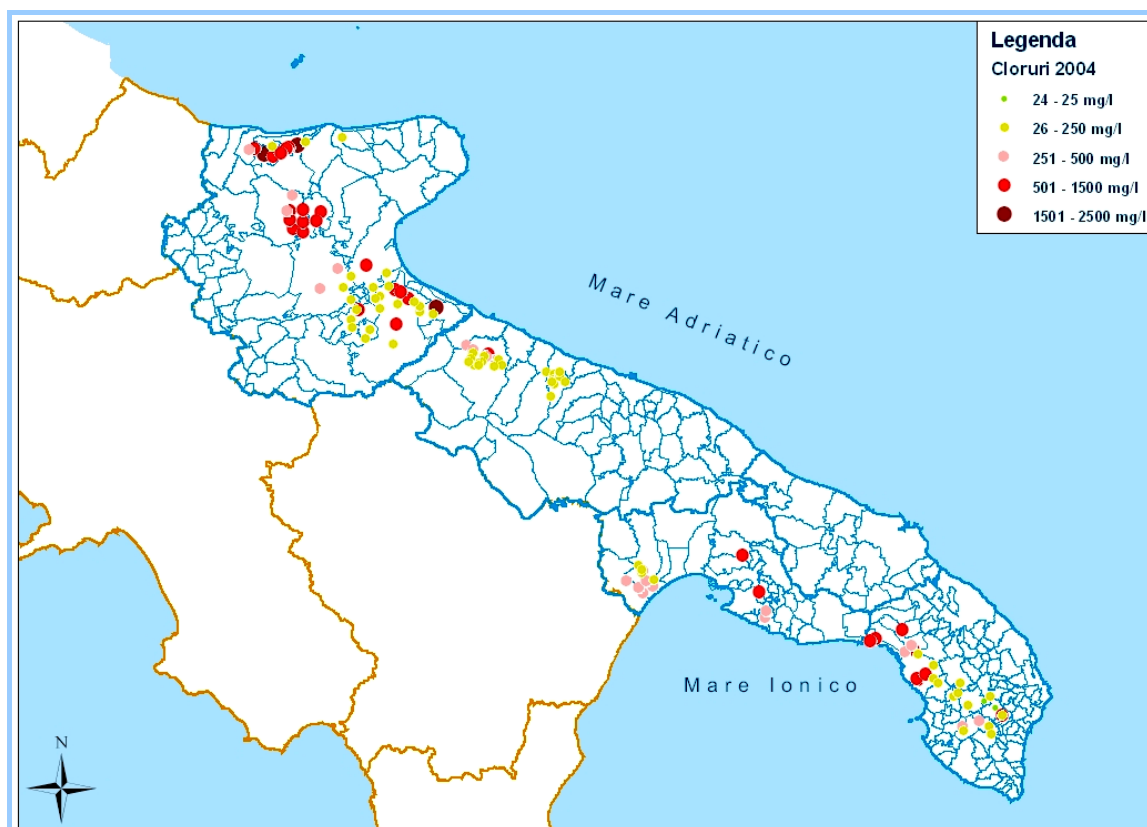 Legenda
Cloruri 2004
24 - 25 mg/l
26 - 250 mg/l
251 - 500 mg/l
501 - 1500 mg/l
1501 - 2500 mg/l
Mare Adriatico
Mare Ionico
N